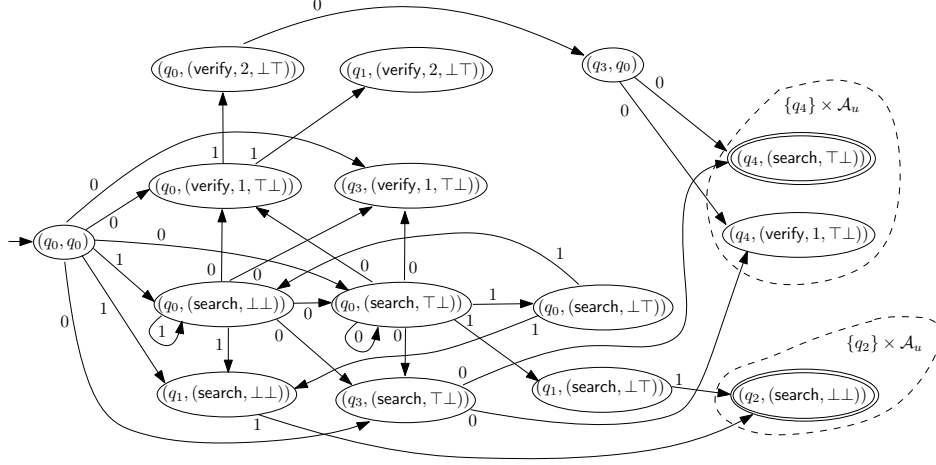 0
(q₀, (verify, 2, ⊥⊤)) (q₁, (verify, 2, ⊥⊤)) (q₃, q₀)
0
0
{q₄} × 𝒜ᵤ
1 1
(q₄, (search, ⊤⊥))
0
(q₀, (verify, 1, ⊤⊥)) (q₃, (verify, 1, ⊤⊥))
0
0
(q₀, q₀) (q₄, (verify, 1, ⊤⊥))
1
1
0 0 0 0
(q₀, (search, ⊥⊥)) (q₀, (search, ⊤⊥)) (q₀, (search, ⊥⊤))
0 1
0 1 1
1 0 0 0 1
{q₂} × 𝒜ᵤ
1
0
(q₁, (search, ⊥⊥)) (q₃, (search, ⊤⊥)) (q₁, (search, ⊥⊤)) 1 (q₂, (search, ⊥⊥))
1 0